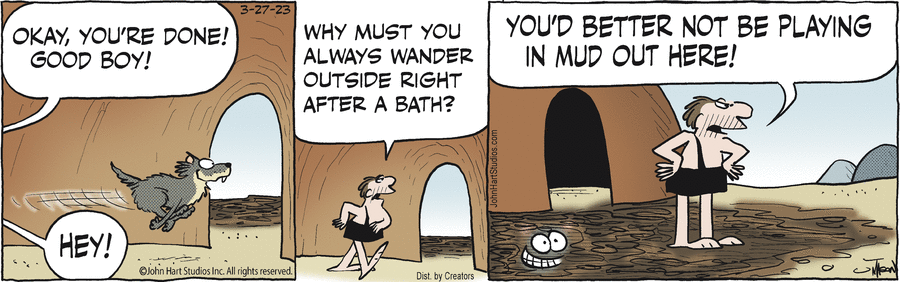 OKAY, YOU'RE DONE!
GOOD BOY!
3-27-23
HEY!
©John Hart Studios Inc. All rights reserved.
WHY MUST YOU
ALWAYS WANDER
OUTSIDE RIGHT
AFTER A BATH?
Dist. by Creators
JohnHartStudios.com
YOU'D BETTER NOT BE PLAYING
IN MUD OUT HERE!